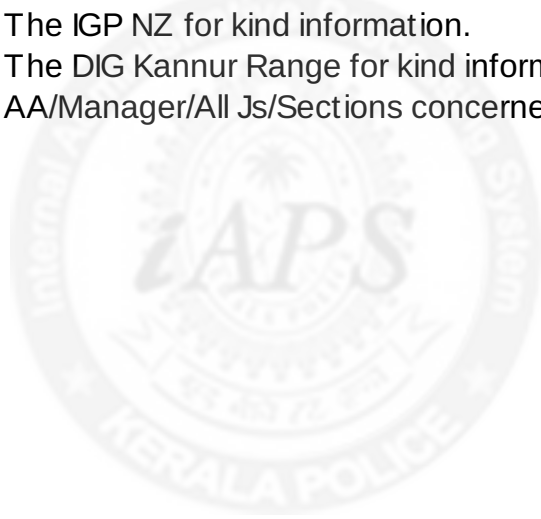 The IGP NZ for kind information.
The DIG Kannur Range for kind inforn
AA/Manager/All Js/Sections concerne
iAPS
KERALA POLICE